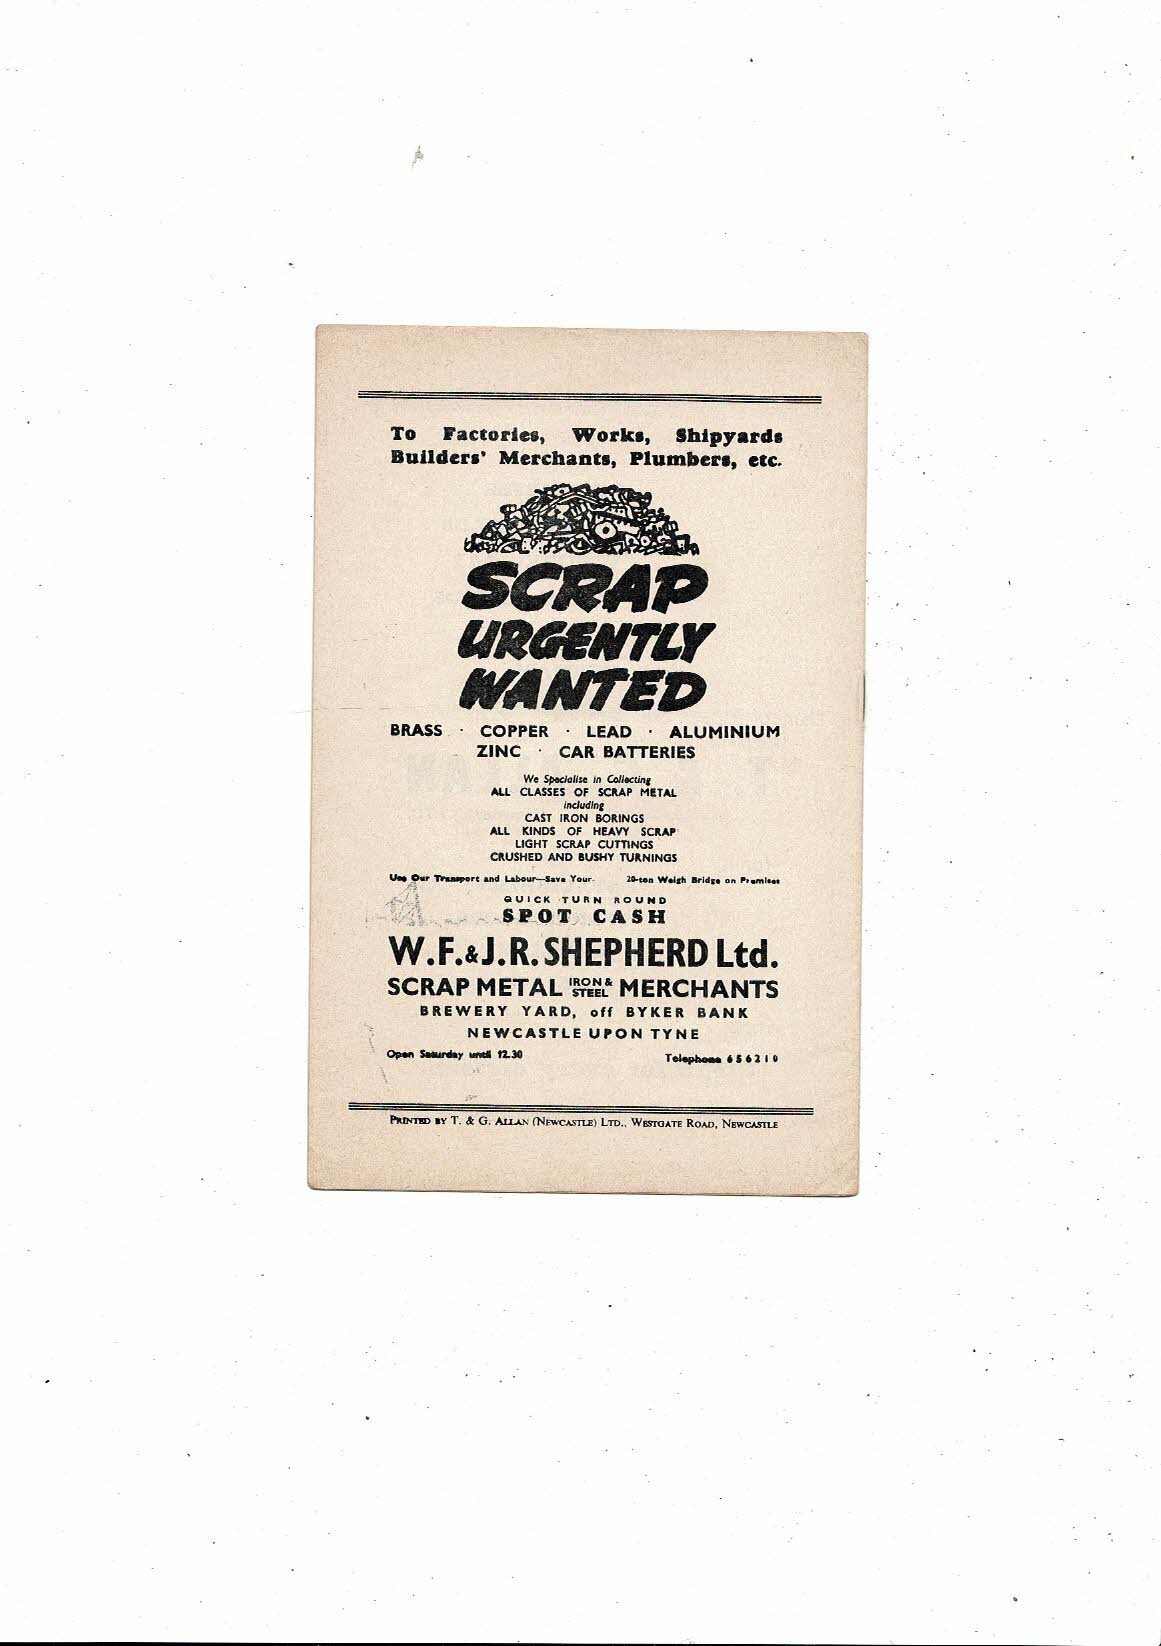 To Factories, Works, Shipyards
Builders' Merchants, Plumbers, etc.
SCRAP
URGENTLY
WANTED
BRASS · COPPER · LEAD · ALUMINIUM
ZINC · CAR BATTERIES
We Specialise in Collecting
ALL CLASSES OF SCRAP METAL
including
CAST IRON BORINGS
ALL KINDS OF HEAVY SCRAP
LIGHT SCRAP CUTTINGS
CRUSHED AND BUSHY TURNINGS
Use Our Transport and Labour—Save Your 20-ton Weigh Bridge on Premises
QUICK TURN ROUND
SPOT CASH
W.F. & J.R. SHEPHERD Ltd.
SCRAP METAL IRON & STEEL MERCHANTS
BREWERY YARD, off BYKER BANK
NEWCASTLE UPON TYNE
Open Saturday until 12.30 Telephone 656210
PRINTED BY T. & G. ALLAN (NEWCASTLE) LTD., WESTGATE ROAD, NEWCASTLE